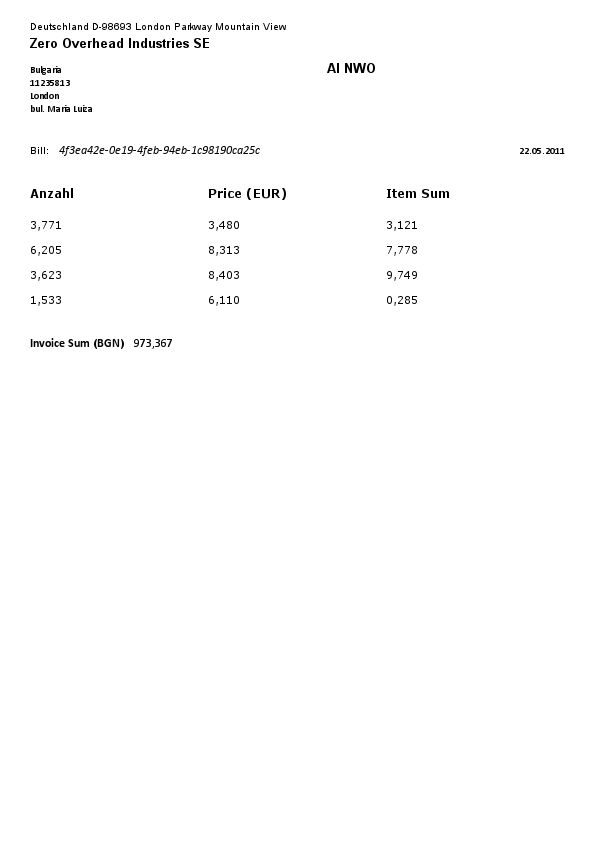 Deutschland D-98693 London Parkway Mountain View
Zero Overhead Industries SE
Bulgaria
11235813
London
bul. Maria Luiza
AI NWO
Bill: 4f3ea42e-0e19-4feb-94eb-1c98190ca25c 22.05.2011
Anzahl Price (EUR) Item Sum
3,771 3,480 3,121
6,205 8,313 7,778
3,623 8,403 9,749
1,533 6,110 0,285
Invoice Sum (BGN) 973,367